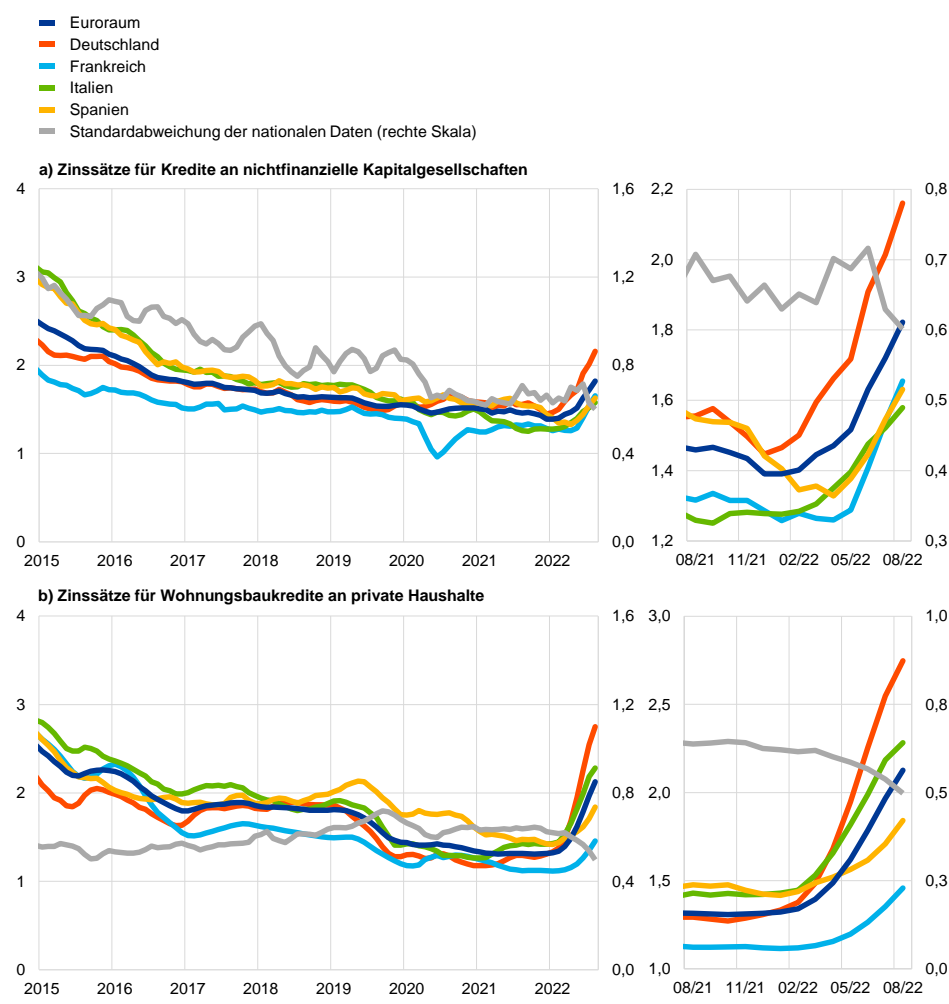 Euroraum
Deutschland
Frankreich
Italien
Spanien
Standardabweichung der nationalen Daten (rechte Skala)
a) Zinssätze für Kredite an nichtfinanzielle Kapitalgesellschaften
4 1,6 2,2 0,8
3 1,2 2,0 0,7
1,8 0,6
2 0,8
1,6 0,5
1 0,4 1,4 0,4
0 0,0 1,2 0,3
2015 2016 2017 2018 2019 2020 2021 2022 08/21 11/21 02/22 05/22 08/22
b) Zinssätze für Wohnungsbaukredite an private Haushalte
4 1,6 3,0 1,0
3 1,2 2,5 0,8
2 0,8 2,0 0,5
1 0,4 1,5 0,3
0 0,0 1,0 0,0
2015 2016 2017 2018 2019 2020 2021 2022 08/21 11/21 02/22 05/22 08/22